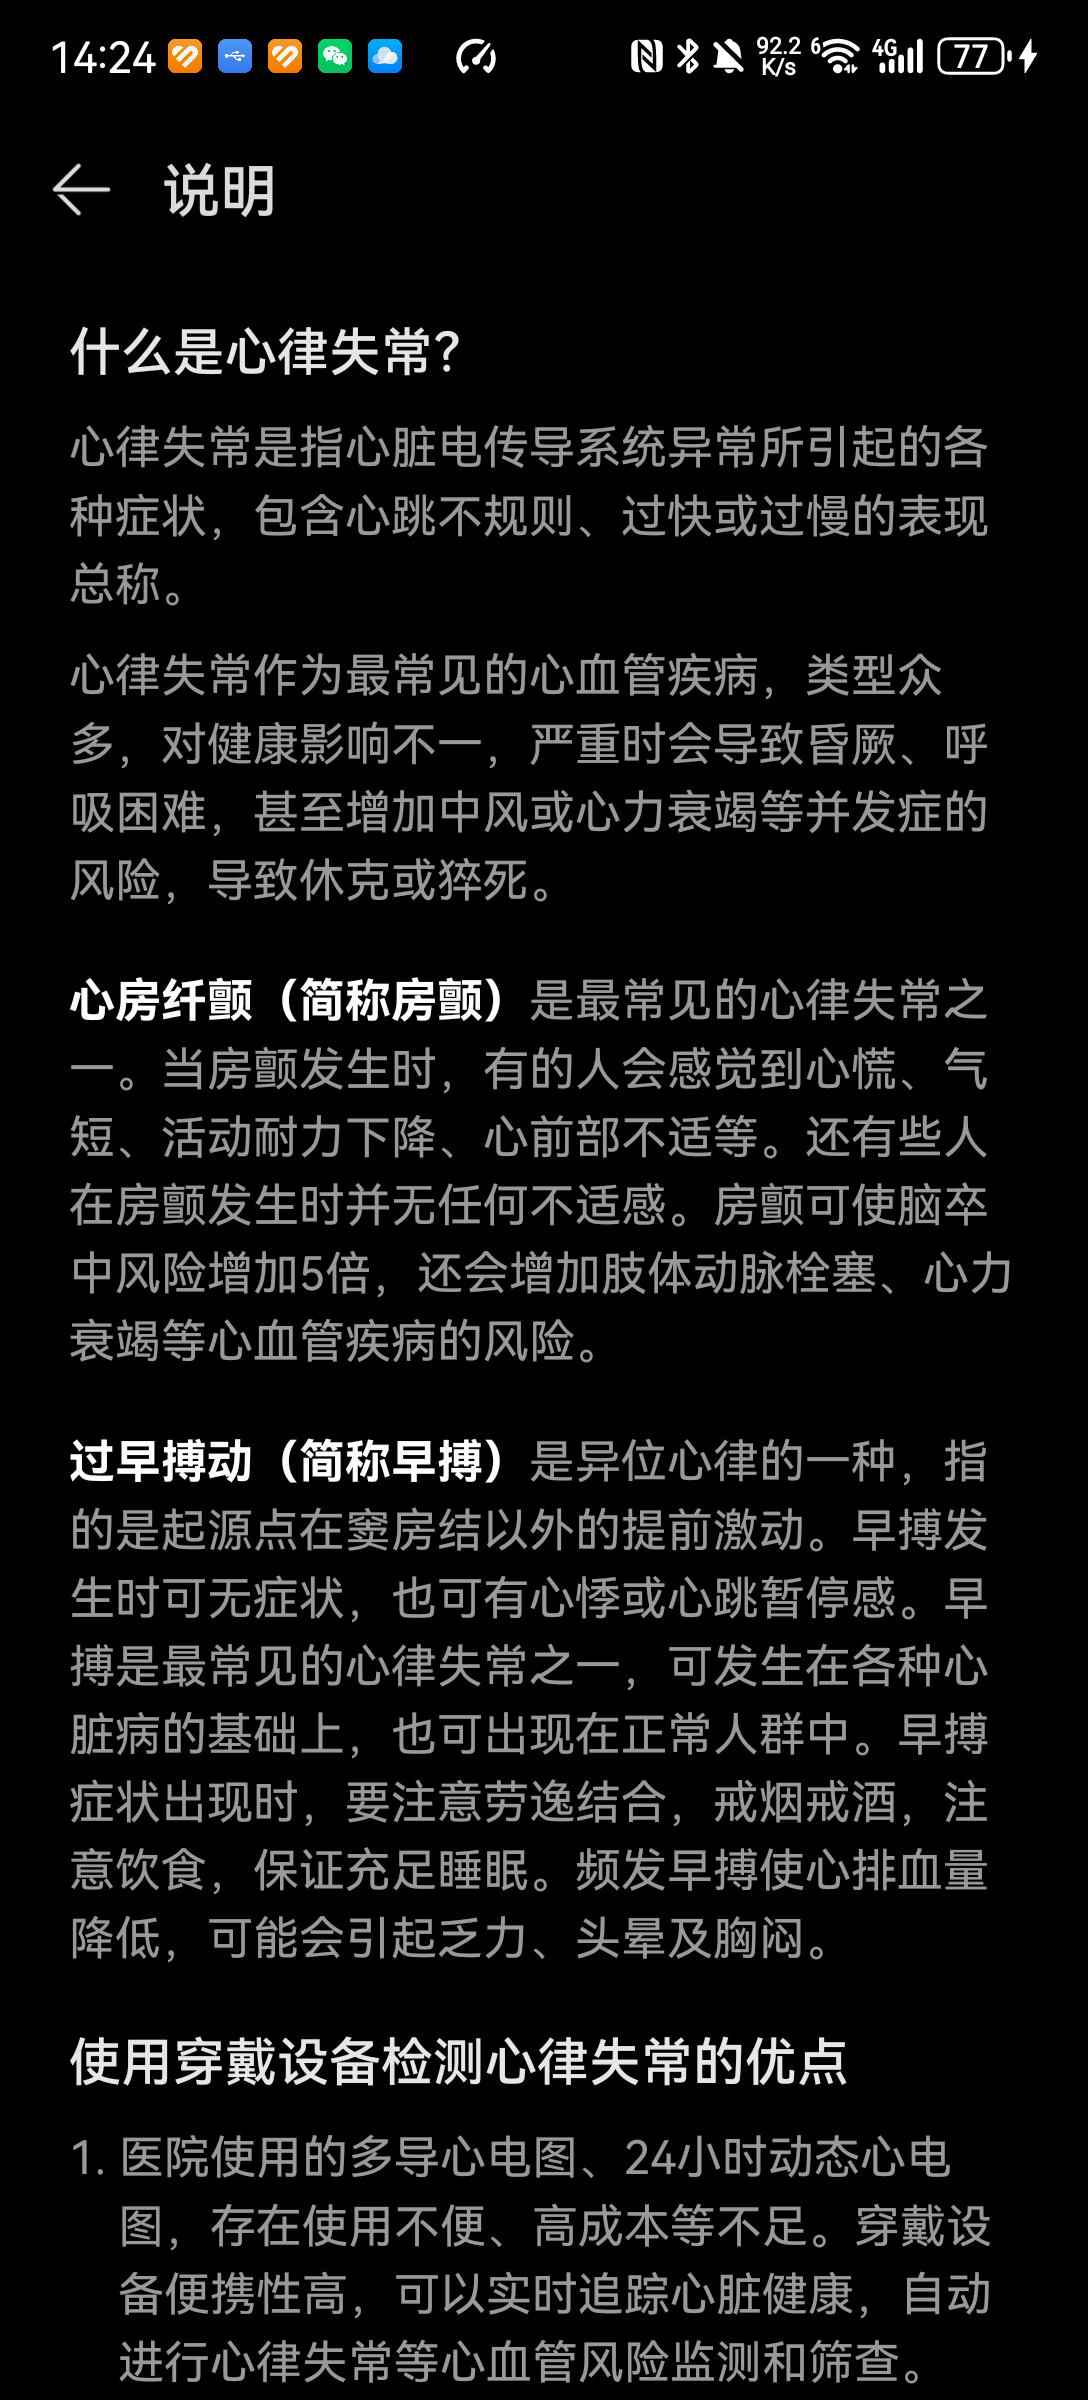 14:24 92.2 K/s 6 4G 77
说明
什么是心律失常？
心律失常是指心脏电传导系统异常所引起的各
种症状，包含心跳不规则、过快或过慢的表现
总称。
心律失常作为最常见的心血管疾病，类型众
多，对健康影响不一，严重时会导致昏厥、呼
吸困难，甚至增加中风或心力衰竭等并发症的
风险，导致休克或猝死。
心房纤颤（简称房颤）是最常见的心律失常之
一。当房颤发生时，有的人会感觉到心慌、气
短、活动耐力下降、心前部不适等。还有些人
在房颤发生时并无任何不适感。房颤可使脑卒
中风险增加5倍，还会增加肢体动脉栓塞、心力
衰竭等心血管疾病的风险。
过早搏动（简称早搏）是异位心律的一种，指
的是起源点在窦房结以外的提前激动。早搏发
生时可无症状，也可有心悸或心跳暂停感。早
搏是最常见的心律失常之一，可发生在各种心
脏病的基础上，也可出现在正常人群中。早搏
症状出现时，要注意劳逸结合，戒烟戒酒，注
意饮食，保证充足睡眠。频发早搏使心排血量
降低，可能会引起乏力、头晕及胸闷。
使用穿戴设备检测心律失常的优点
1. 医院使用的多导心电图、24小时动态心电
图，存在使用不便、高成本等不足。穿戴设
备便携性高，可以实时追踪心脏健康，自动
进行心律失常等心血管风险监测和筛查。